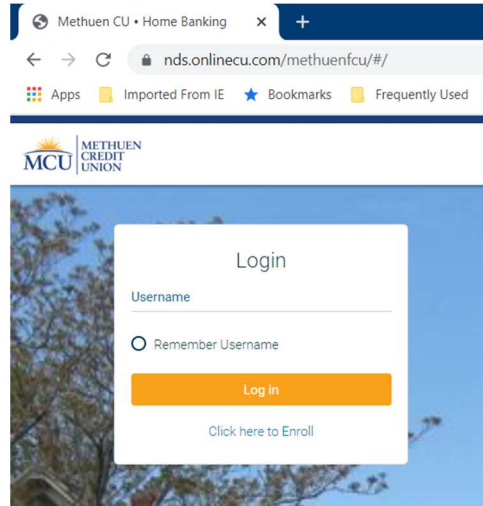 Methuen CU • Home Banking
nds.onlinecu.com/methuenfcu/#/
Apps Imported From IE Bookmarks Frequently Used
MCU METHUEN
CREDIT
UNION
Login
Username
Remember Username
Log in
Click here to Enroll